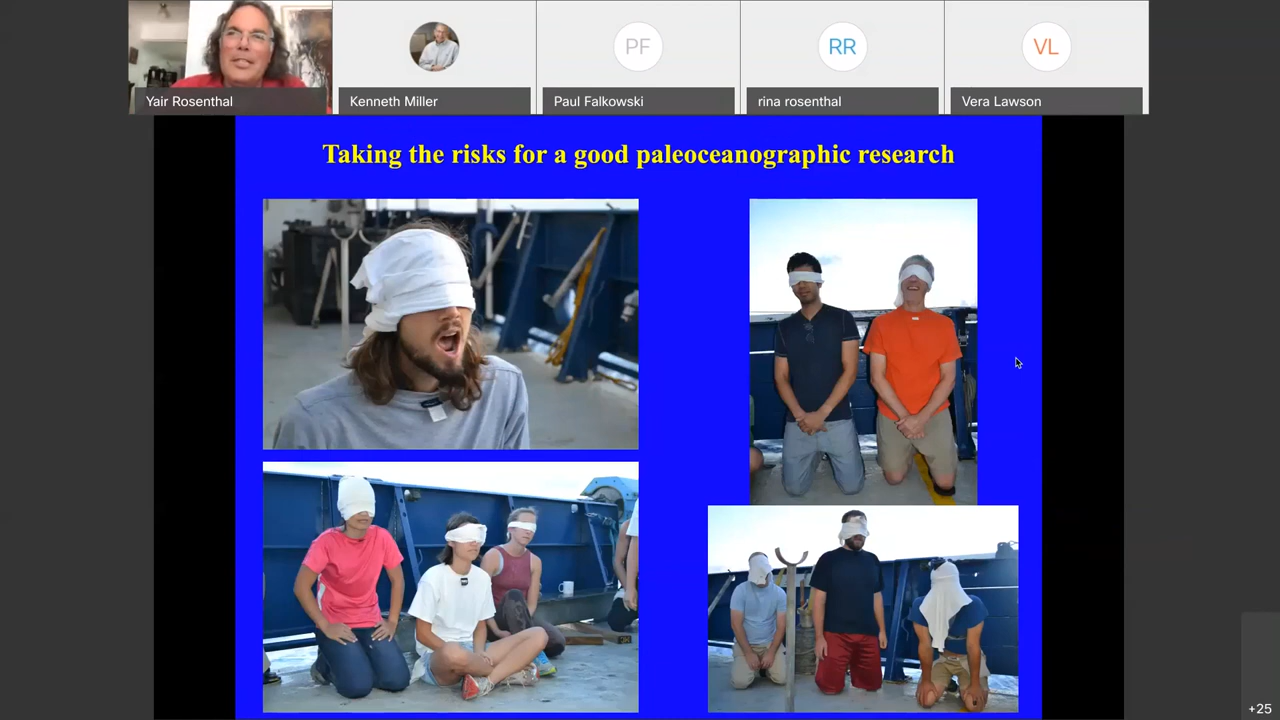 PF
RR
VL
Yair Rosenthal
Kenneth Miller
Paul Falkowski
rina rosenthal
Vera Lawson
Taking the risks for a good paleoceanographic research
+25